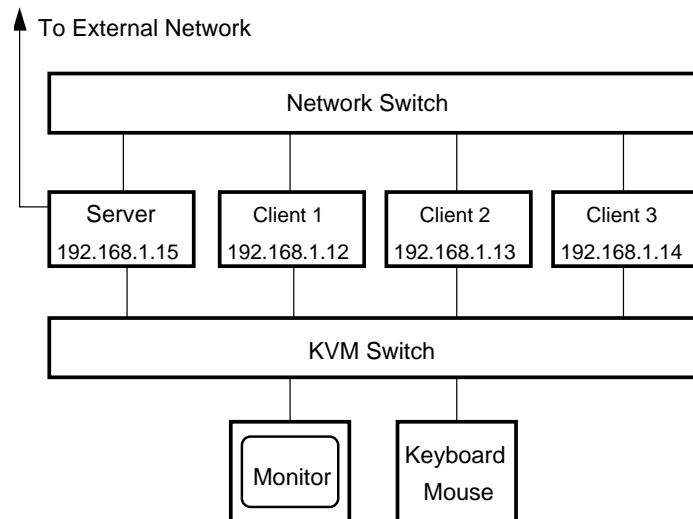 To External Network
Network Switch
Server
192.168.1.15
Client 1
192.168.1.12
Client 2
192.168.1.13
Client 3
192.168.1.14
KVM Switch
Monitor
Keyboard
Mouse